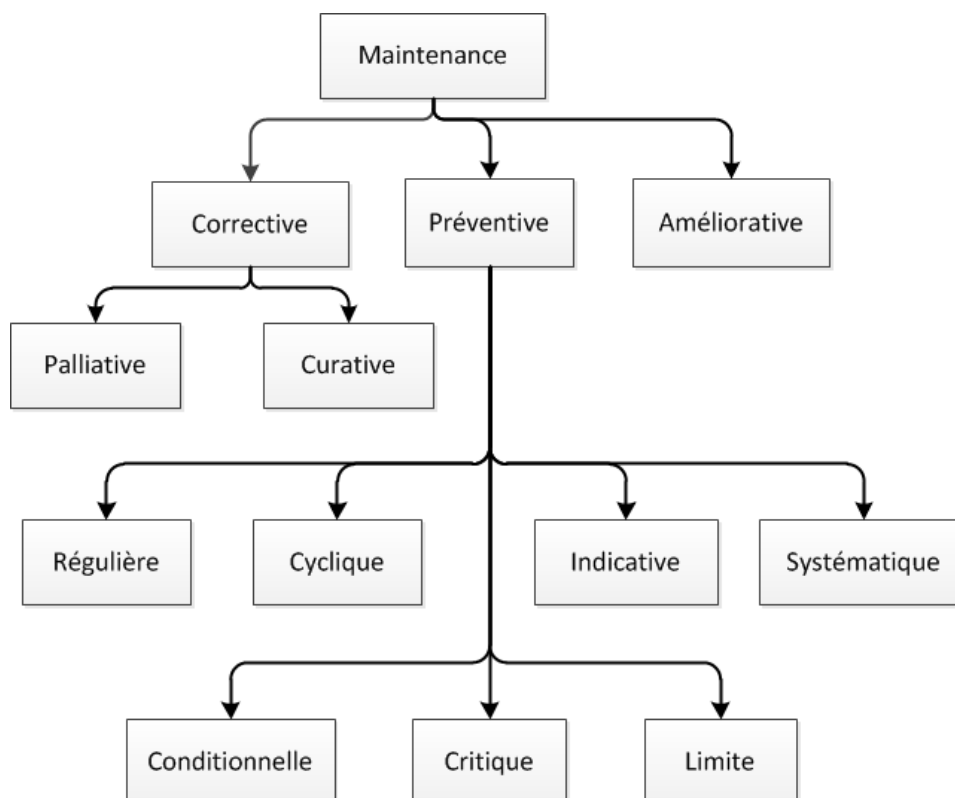 Maintenance
Corrective
Préventive
Améliorative
Palliative
Curative
Régulière
Cyclique
Indicative
Systématique
Conditionnelle
Critique
Limite